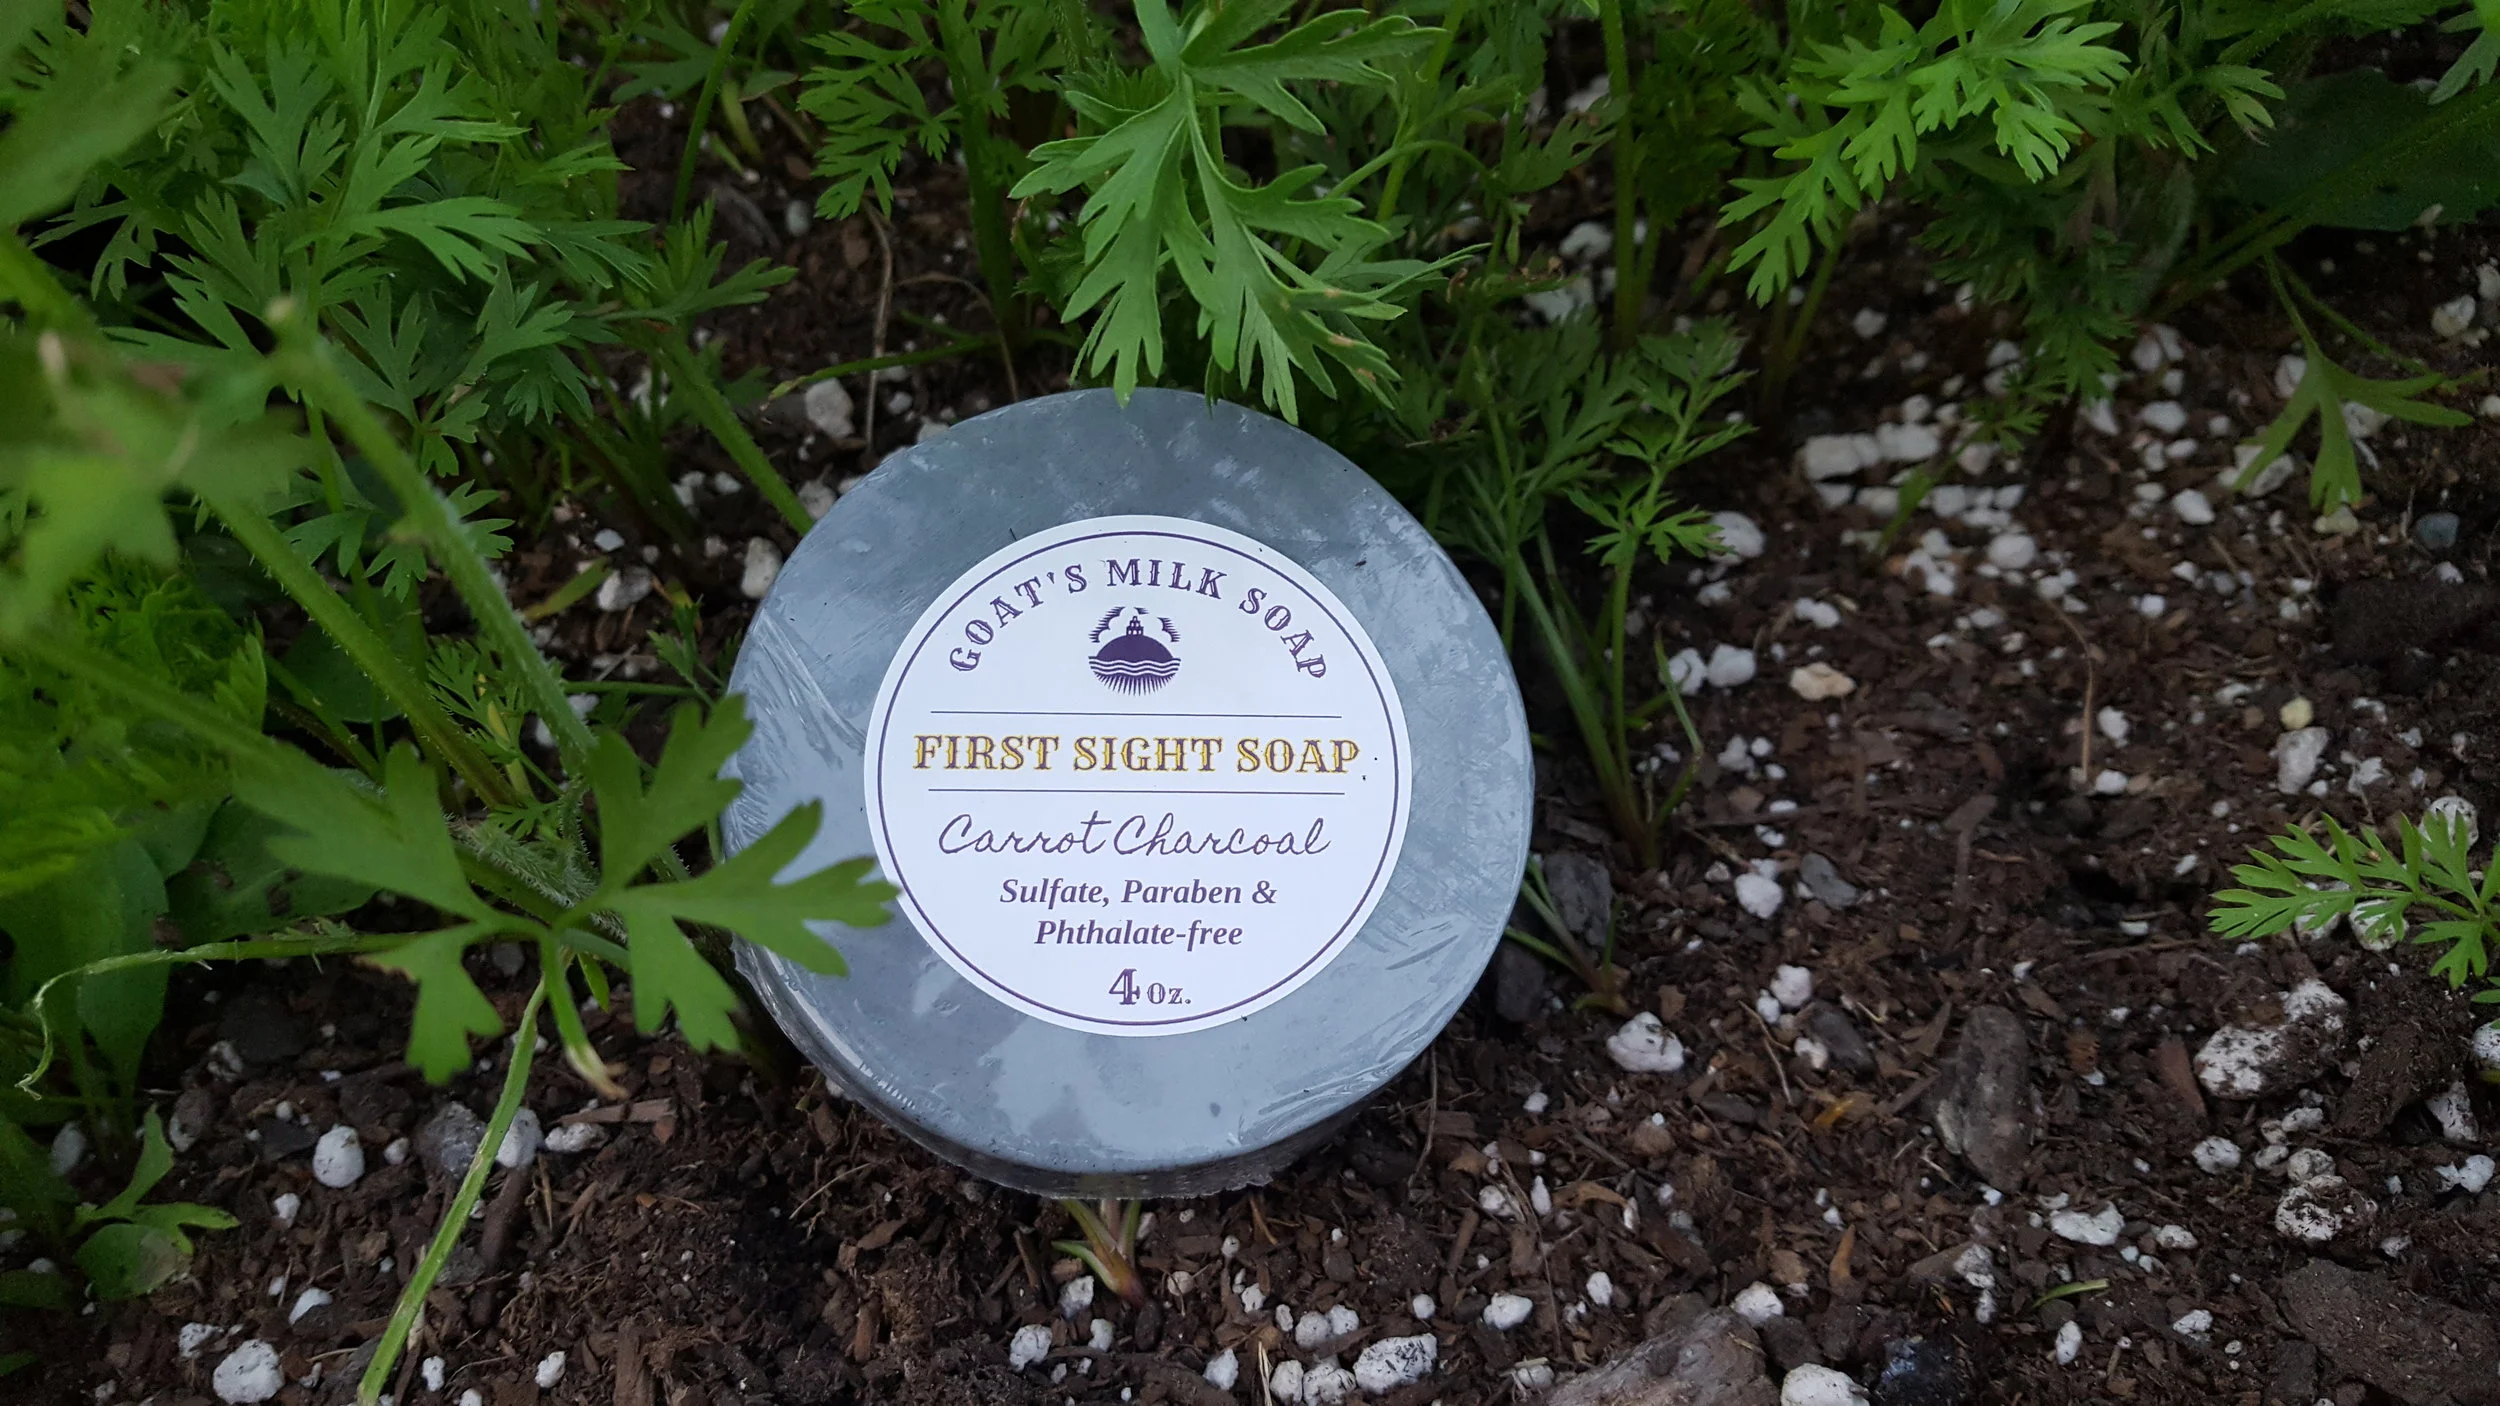 GOAT'S MILK SOAP
FIRST SIGHT SOAP
Carrot Charcoal
Sulfate, Paraben &
Phthalate-free
4 Oz.